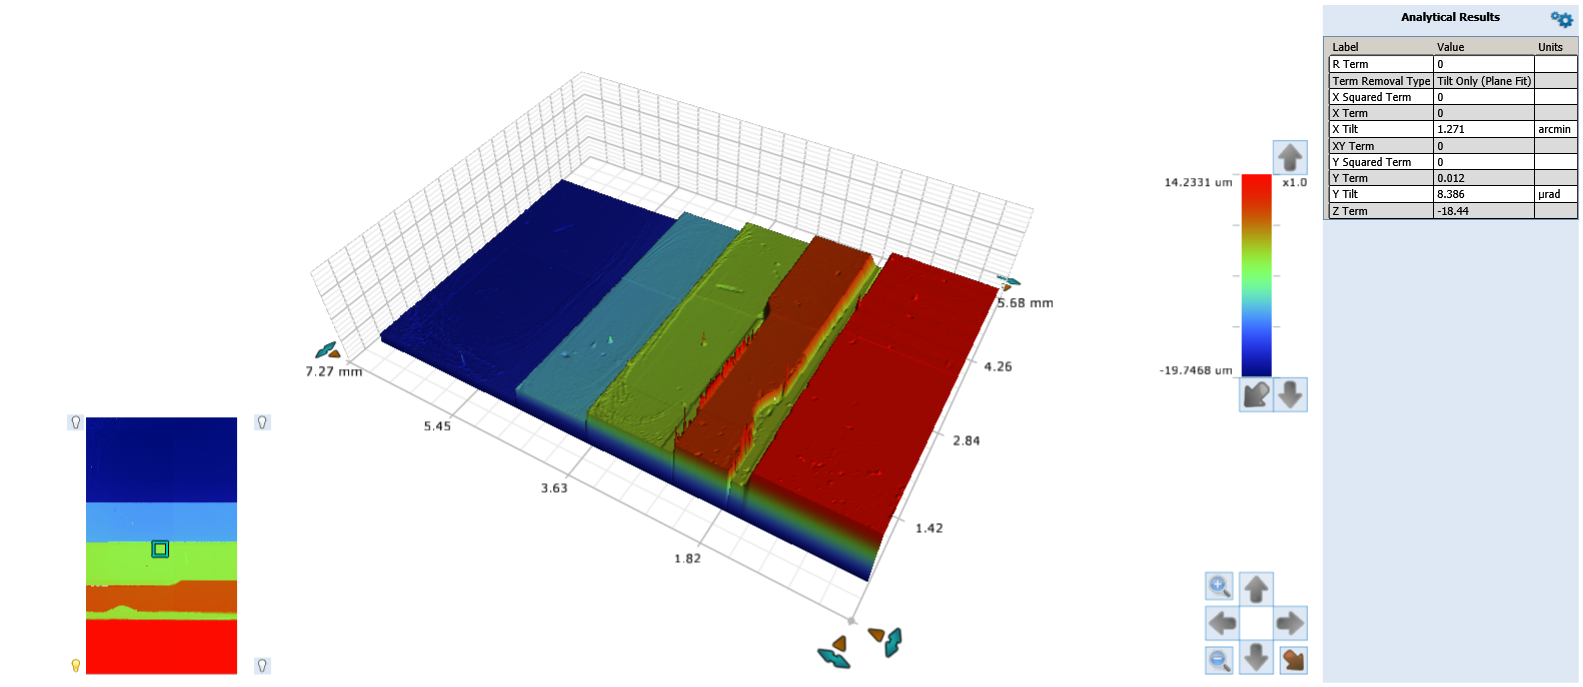 Analytical Results
Label Value Units
R Term 0
Term Removal Type Tilt Only (Plane Fit)
X Squared Term 0
X Term 0
X Tilt 1.271 arcmin
XY Term 0
Y Squared Term 0
Y Term 0.012
Y Tilt 8.386 µrad
Z Term -18.44
14.2331 um x1.0
-19.7468 um
5.68 mm
4.26
2.84
1.42
7.27 mm
5.45
3.63
1.82